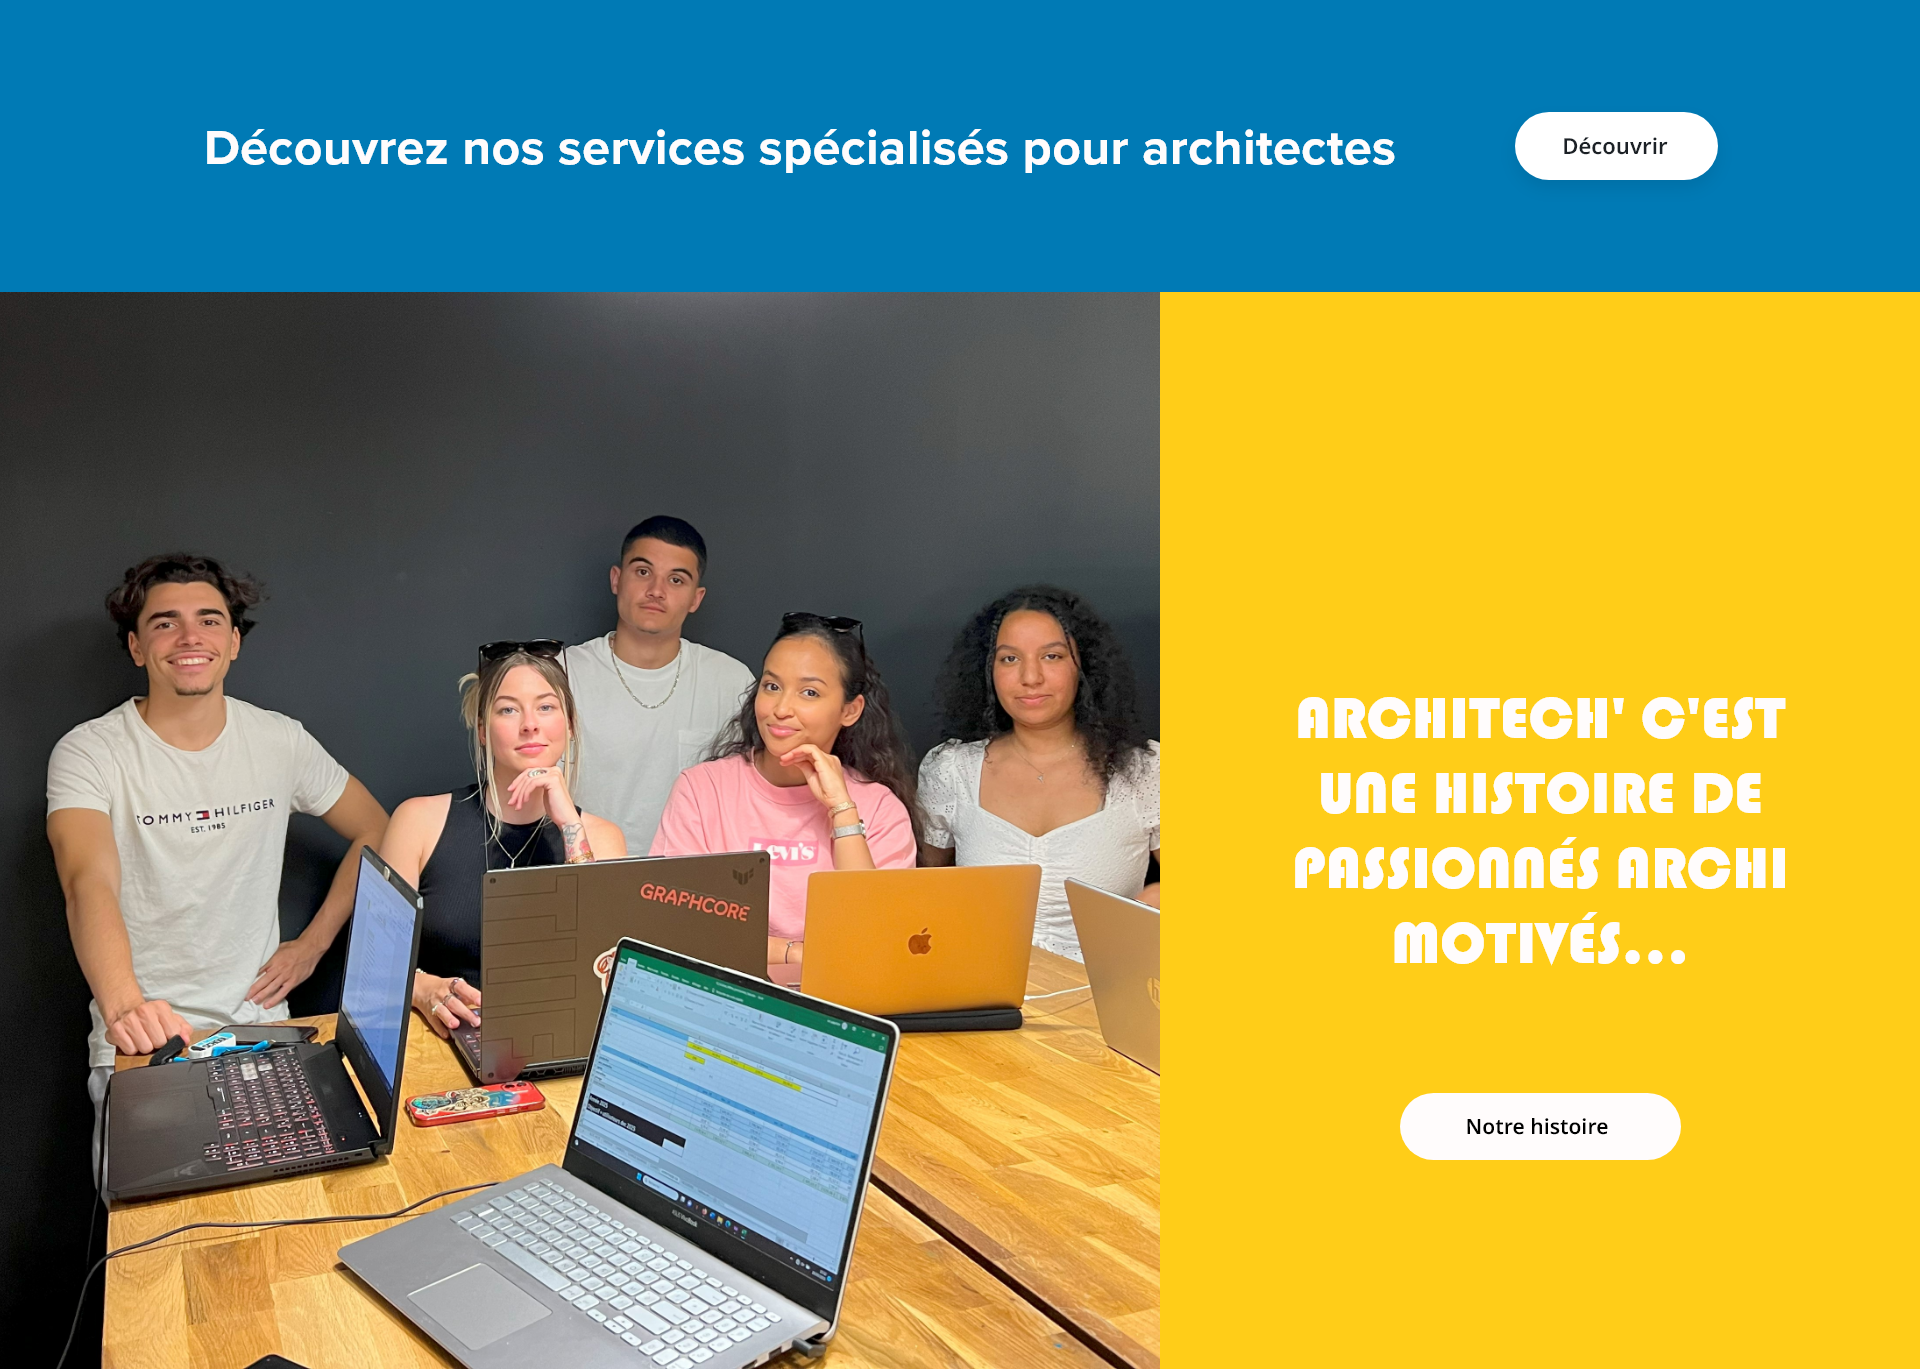 Découvrez nos services spécialisés pour architectes
Découvrir
ARCHITECH' C'EST
UNE HISTOIRE DE
PASSIONNÉS ARCHI
MOTIVÉS...
Notre histoire
TOMMY HILFIGER
EST. 1985
Levi's
GRAPHCORE